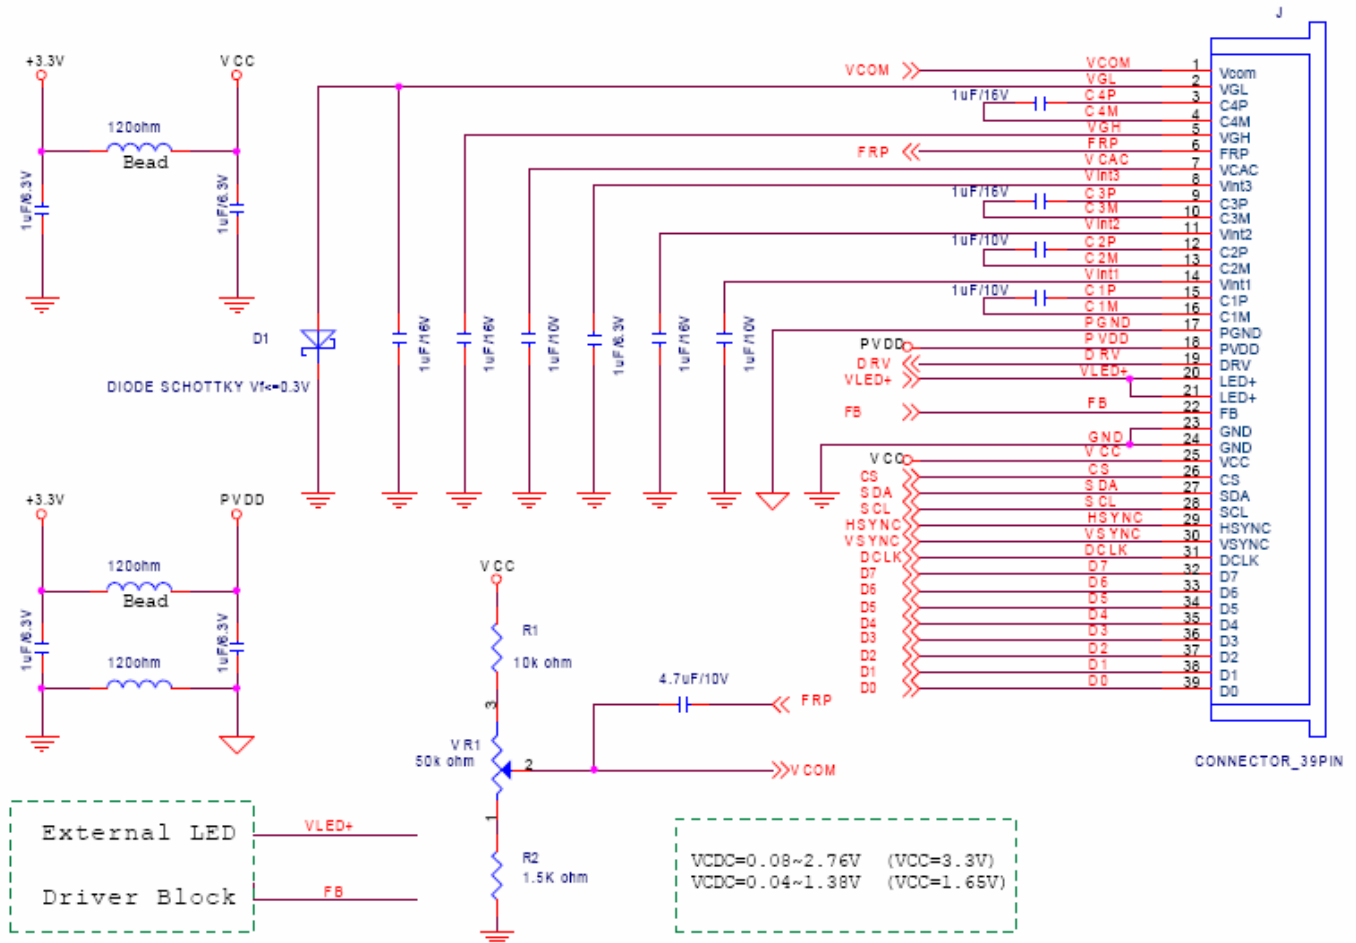 J
+3.3V
VCC
120ohm
Bead
1uF/6.3V
1uF/6.3V
VCOM
VCOM 1 Vcom
VGL 2 VGL
1uF/16V
C4P 3 C4P
C4M 4 C4M
VGH 5 VGH
FRP
FRP 6 FRP
VCAC 7 VCAC
Vint3 8 Vint3
1uF/16V
C3P 9 C3P
C3M 10 C3M
Vint2 11 Vint2
1uF/10V
C2P 12 C2P
C2M 13 C2M
Vint1 14 Vint1
1uF/10V
C1P 15 C1P
C1M 16 C1M
PGND 17 PGND
PVDD
PVDD 18 PVDD
DRV
DRV 19 DRV
VLED+
VLED+ 20 LED+
21 LED+
FB
FB 22 FB
23 GND
GND 24 GND
VCC
VCC 25 VCC
CS
CS 26 CS
SDA
SDA 27 SDA
SCL
SCL 28 SCL
HSYNC
HSYNC 29 HSYNC
VSYNC
VSYNC 30 VSYNC
DCLK
DCLK 31 DCLK
D7
D7 32 D7
D6
D6 33 D6
D5
D5 34 D5
D4
D4 35 D4
D3
D3 36 D3
D2
D2 37 D2
D1
D1 38 D1
D0
D0 39 D0
CONNECTOR_39PIN
D1
DIODE SCHOTTKY Vf<=0.3V
1uF/16V
1uF/16V
1uF/10V
1uF/6.3V
1uF/16V
1uF/10V
+3.3V
PVDD
120ohm
Bead
1uF/6.3V
1uF/6.3V
120ohm
VCC
R1
10k ohm
3
VR1
50k ohm
2
1
R2
1.5K ohm
4.7uF/10V
FRP
VCOM
External LED
Driver Block
VLED+
FB
VCDC=0.08~2.76V (VCC=3.3V)
VCDC=0.04~1.38V (VCC=1.65V)